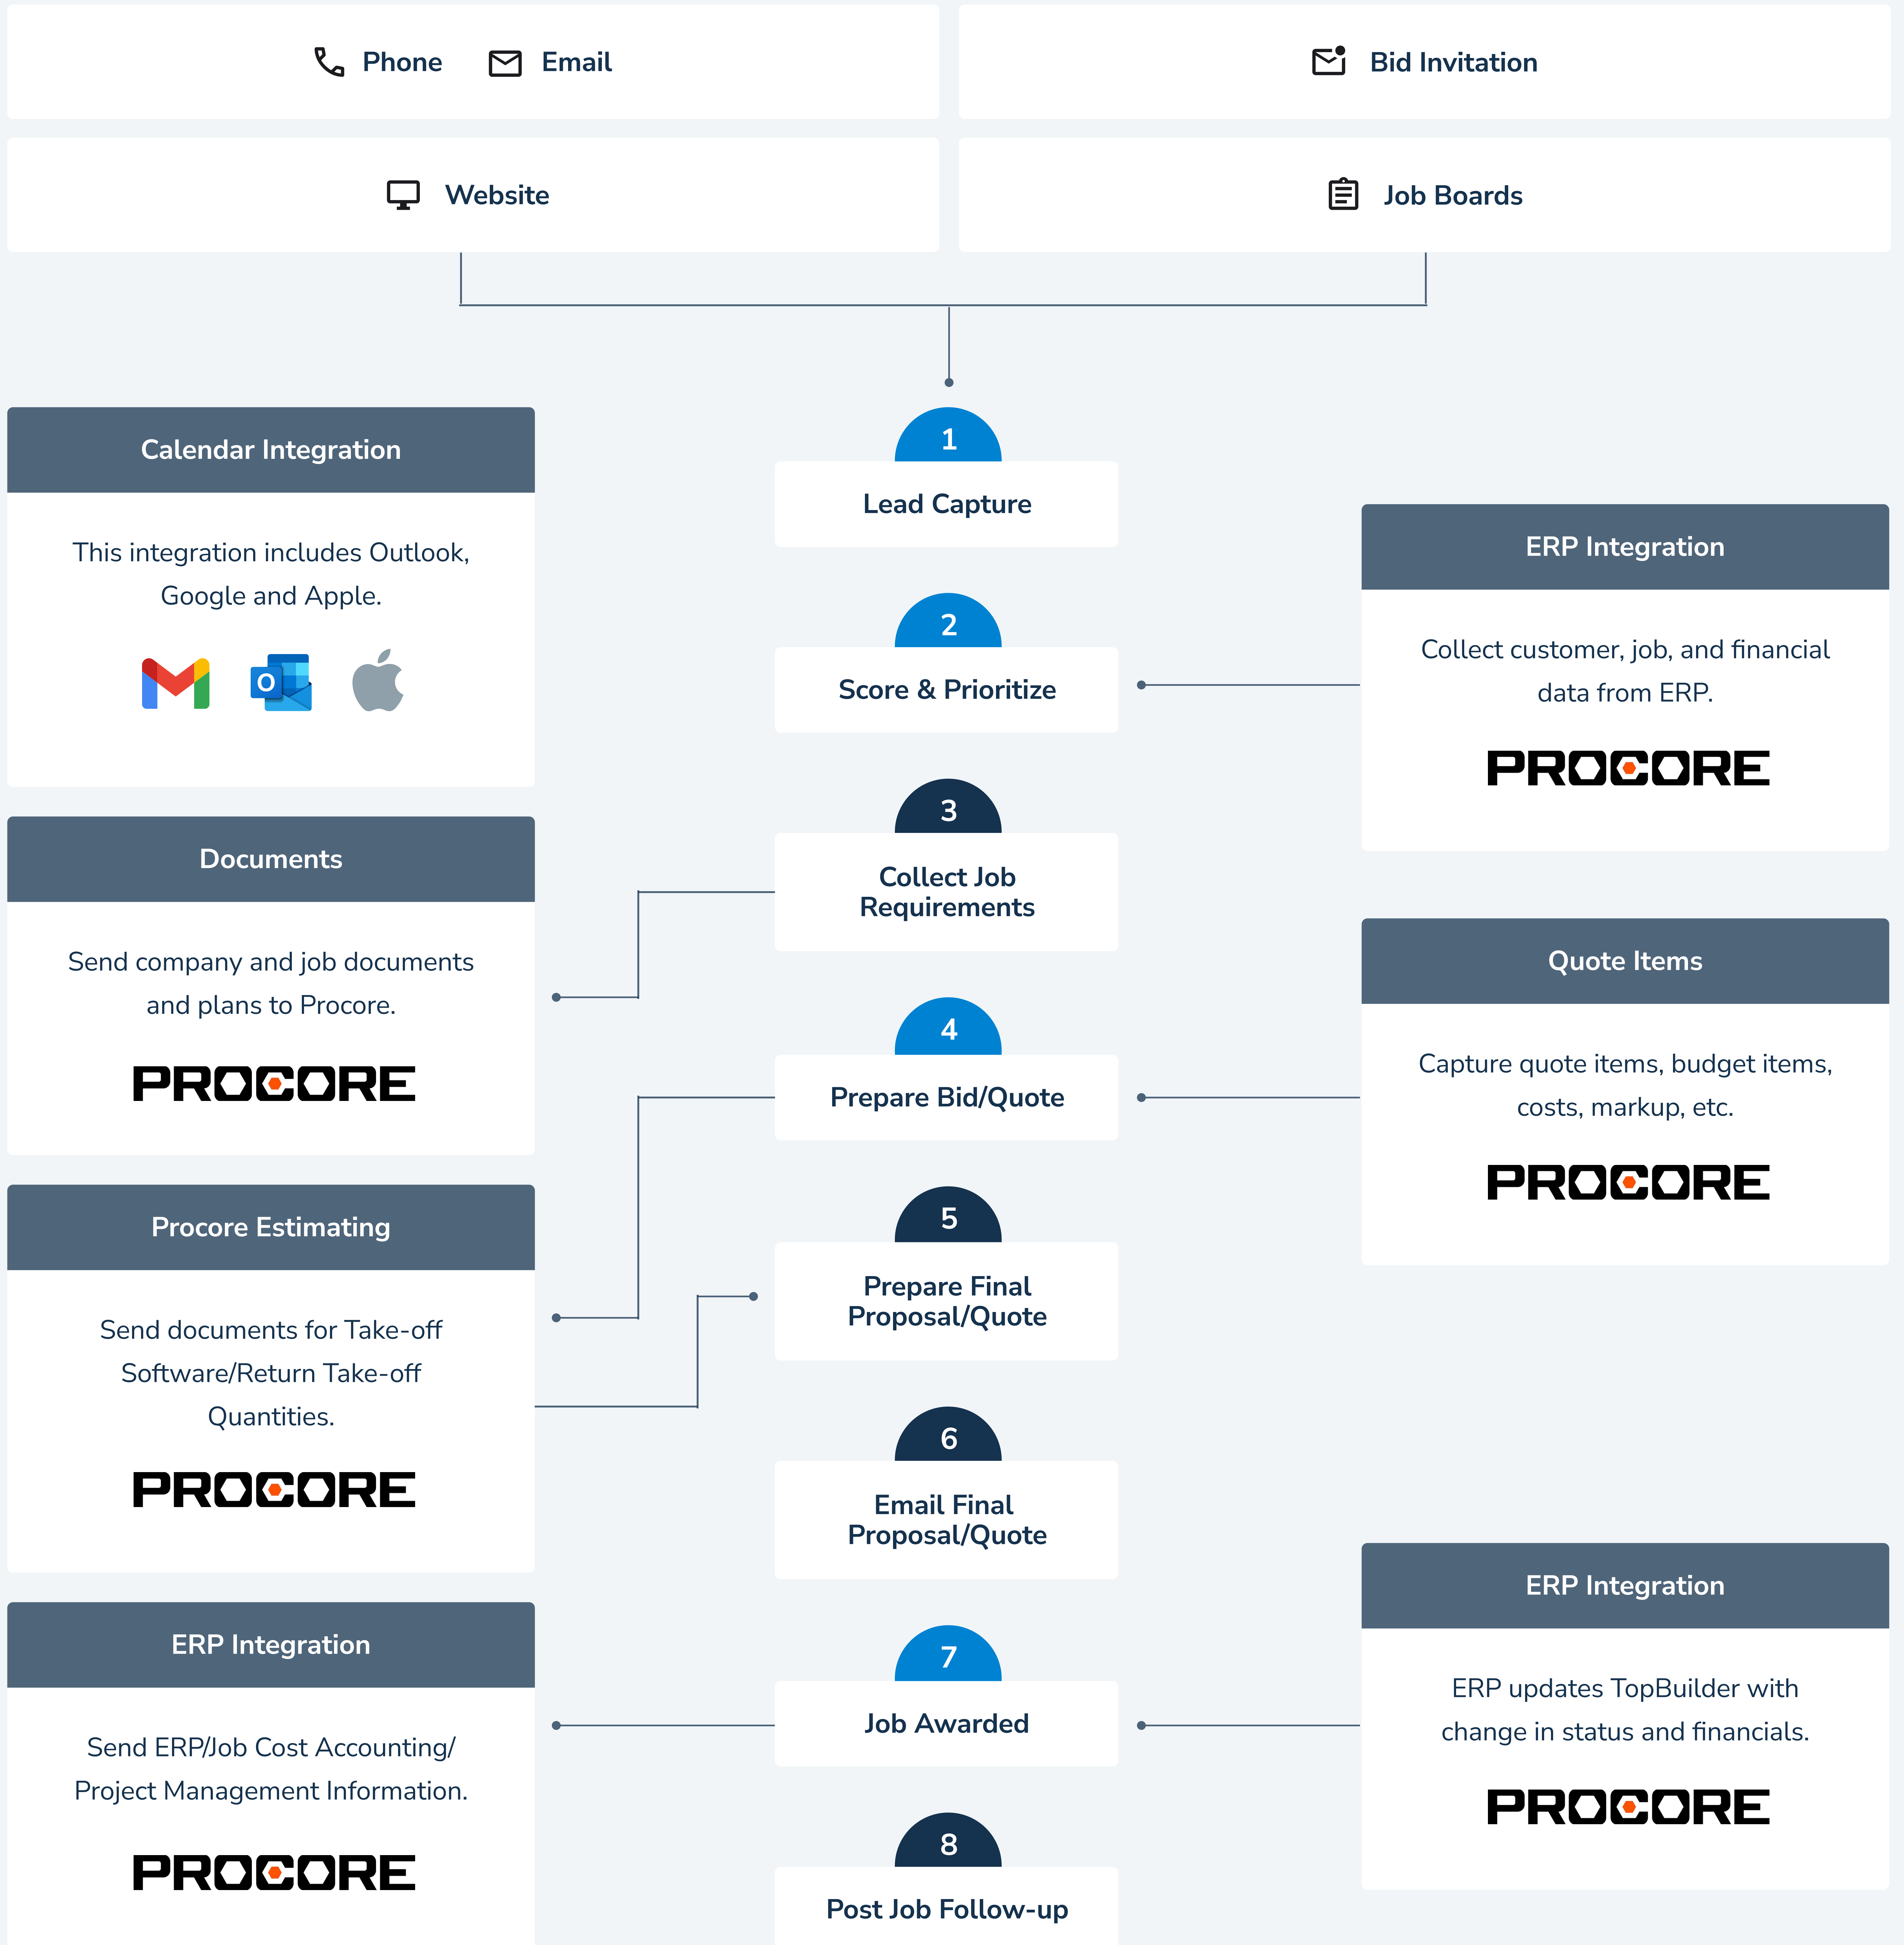 Phone
Email
Bid Invitation
Website
Job Boards
Calendar Integration
This integration includes Outlook,
Google and Apple.
O
Documents
Send company and job documents
and plans to Procore.
PROCORE
Procore Estimating
Send documents for Take-off
Software/Return Take-off
Quantities.
PROCORE
ERP Integration
Send ERP/Job Cost Accounting/
Project Management Information.
PROCORE
1
Lead Capture
2
Score & Prioritize
3
Collect Job
Requirements
4
Prepare Bid/Quote
5
Prepare Final
Proposal/Quote
6
Email Final
Proposal/Quote
7
Job Awarded
8
Post Job Follow-up
ERP Integration
Collect customer, job, and financial
data from ERP.
PROCORE
Quote Items
Capture quote items, budget items,
costs, markup, etc.
PROCORE
ERP Integration
ERP updates TopBuilder with
change in status and financials.
PROCORE